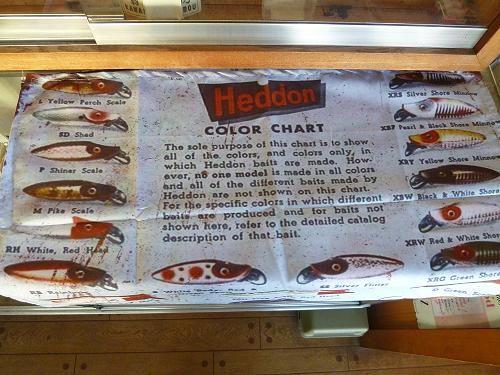 Heddon
COLOR CHART
The sole purpose of this chart is to show
all of the colors, and colors only, in
which Heddon baits are made. How-
ever, no one model is made in all colors
and all of the different baits made by
Heddon are not shown on this chart.
For the specific colors in which different
baits are produced and for baits not
shown here, refer to the detailed catalog
description of that bait.
L Yellow Perch Scale
SD Shad
P Shiner Scale
M Pike Scale
RH White, Red Head
XRS Silver Shore Minnow
XBP Pearl & Black Shore Minnow
XRY Yellow Shore Minnow
XBW Black & White Shore
XRW Red & White Shore
XRG Green Shore
SF Silver Flitter